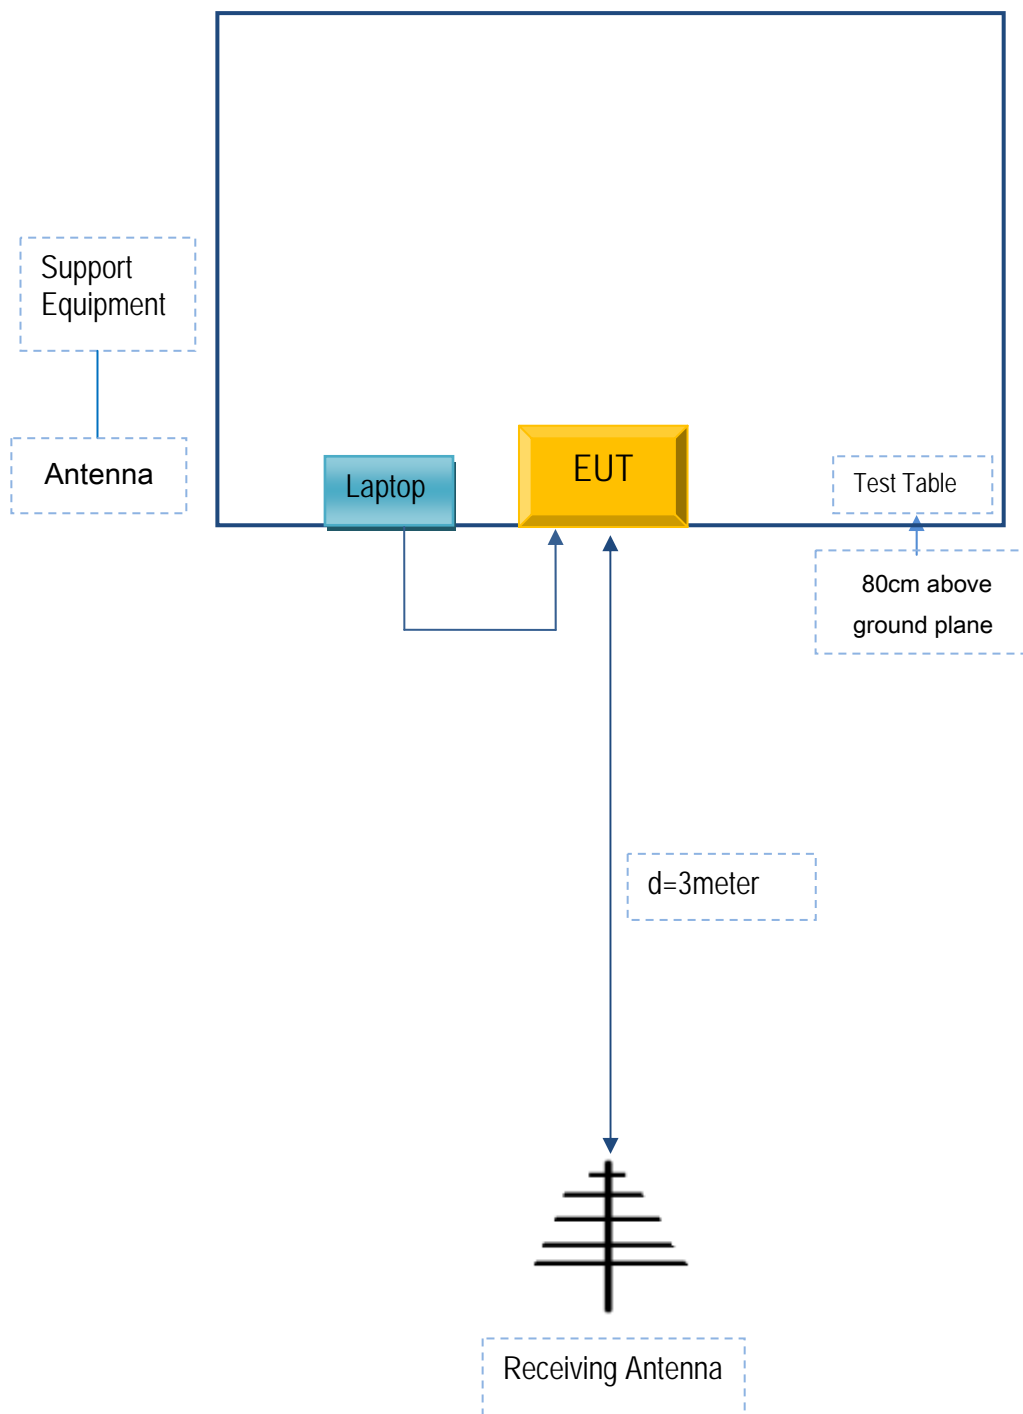 Support
Equipment
Antenna
Laptop
EUT
Test Table
80cm above
ground plane
d=3meter
Receiving Antenna